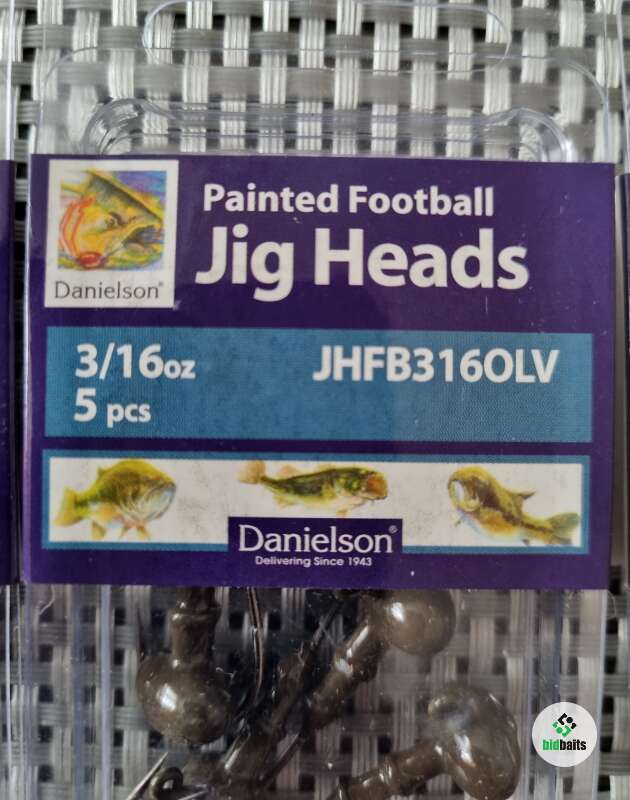 Painted Football
Jig Heads
Danielson®
3/16oz
JHFB316OLV
5 pcs
Danielson®
Delivering Since 1943
bidbaits